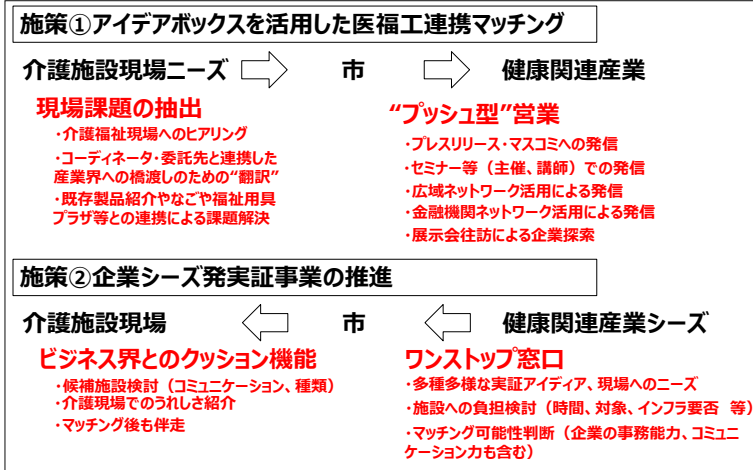 施策①アイデアボックスを活用した医福工連携マッチング
介護施設現場ニーズ 市 健康関連産業
現場課題の抽出
・介護福祉現場へのヒアリング
・コーディネータ・委託先と連携した
産業界への橋渡しのための“翻訳”
・既存製品紹介やなごや福祉用具
プラザ等との連携による課題解決
“プッシュ型”営業
・プレスリリース・マスコミへの発信
・セミナー等（主催、講師）での発信
・広域ネットワーク活用による発信
・金融機関ネットワーク活用による発信
・展示会往訪による企業探索
施策②企業シーズ発実証事業の推進
介護施設現場 市 健康関連産業シーズ
ビジネス界とのクッション機能
・候補施設検討（コミュニケーション、種類）
・介護現場でのうれしさ紹介
・マッチング後も伴走
ワンストップ窓口
・多種多様な実証アイディア、現場へのニーズ
・施設への負担検討（時間、対象、インフラ要否 等）
・マッチング可能性判断（企業の事務能力、コミュニ
ケーション力も含む）